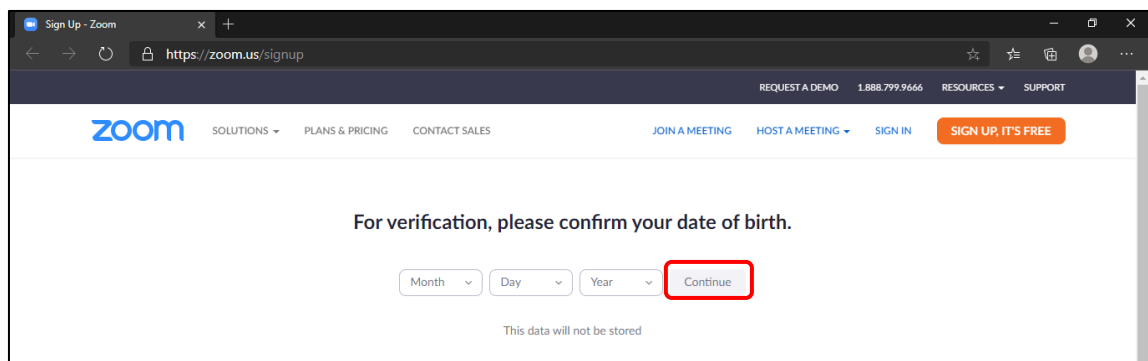 Sign Up - Zoom
https://zoom.us/signup
REQUEST A DEMO 1.888.799.9666 RESOURCES SUPPORT
zoom SOLUTIONS PLANS & PRICING CONTACT SALES JOIN A MEETING HOST A MEETING SIGN IN SIGN UP, IT'S FREE
For verification, please confirm your date of birth.
Month Day Year Continue
This data will not be stored